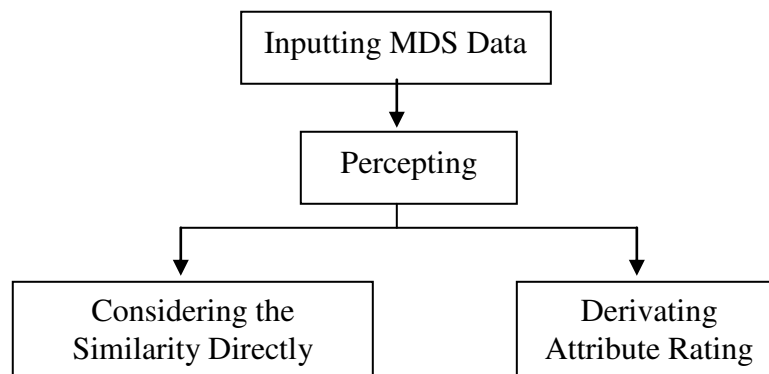 Inputting MDS Data
Percepting
Considering the
Similarity Directly
Derivating
Attribute Rating